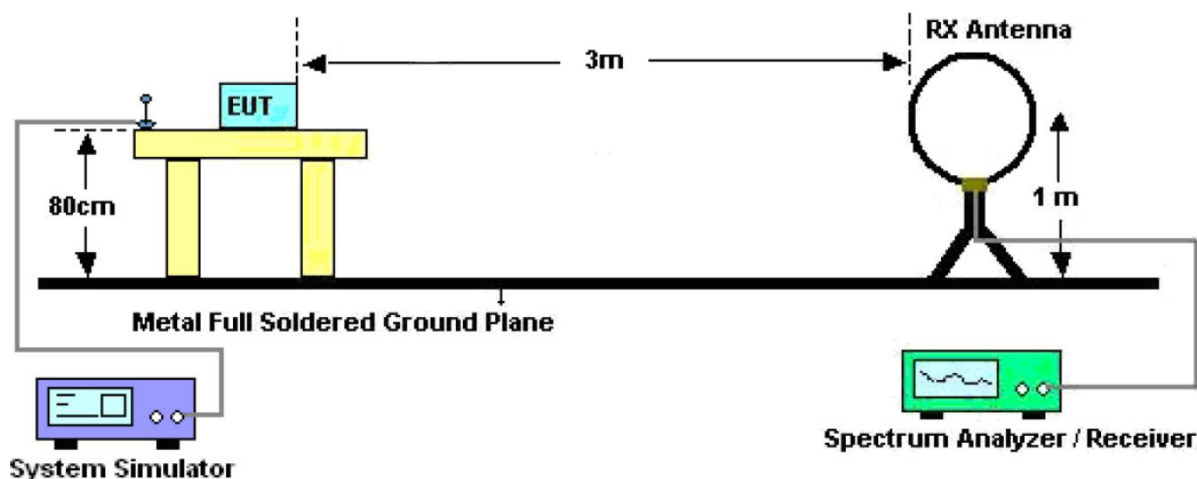 RX Antenna
3m
EUT
80cm
1 m
Metal Full Soldered Ground Plane
Spectrum Analyzer / Receiver
System Simulator